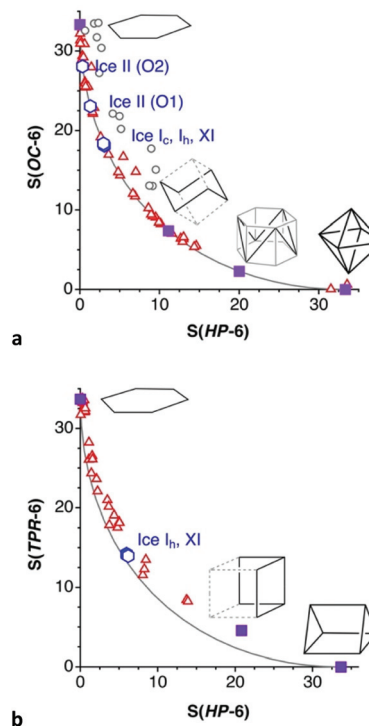 S(OC-6)
30
20
10
0
Ice II (O2)
Ice II (O1)
Ice Ic, Ih, XI
0 10 20 30
S(HP-6)
a
S(TPR-6)
40
30
20
10
0
Ice Ih, XI
0 10 20 30
S(HP-6)
b